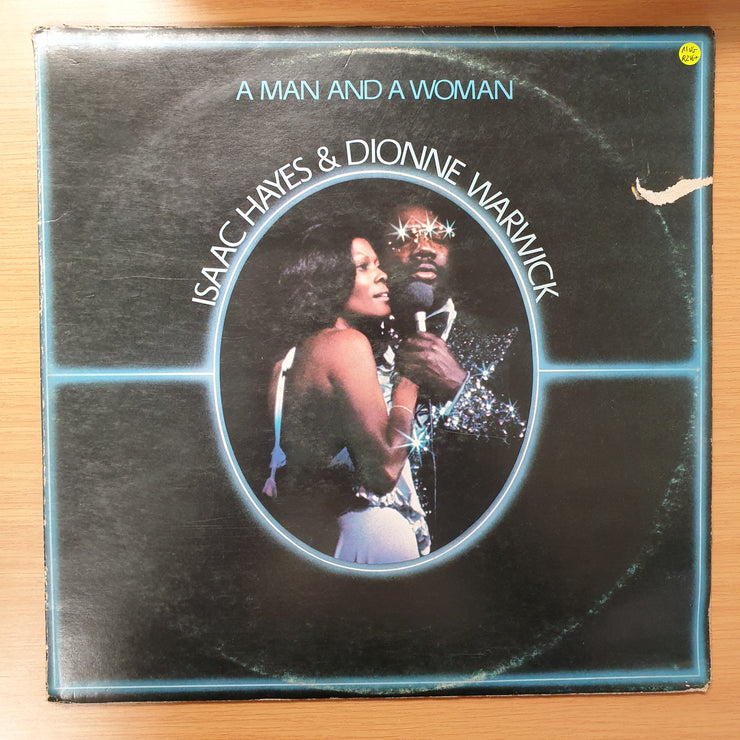 A MAN AND A WOMAN
ISAAC HAYES & DIONNE WARWICK